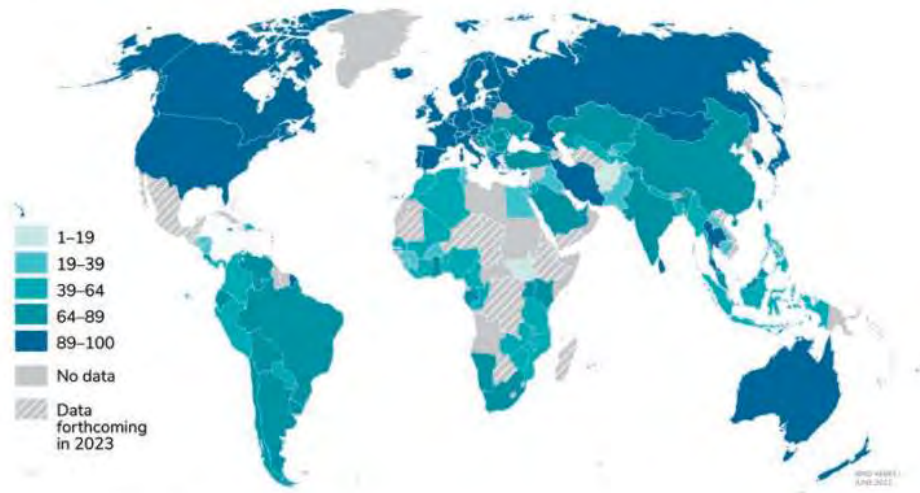 1–19
19–39
39–64
64–89
89–100
No data
Data
forthcoming
in 2023